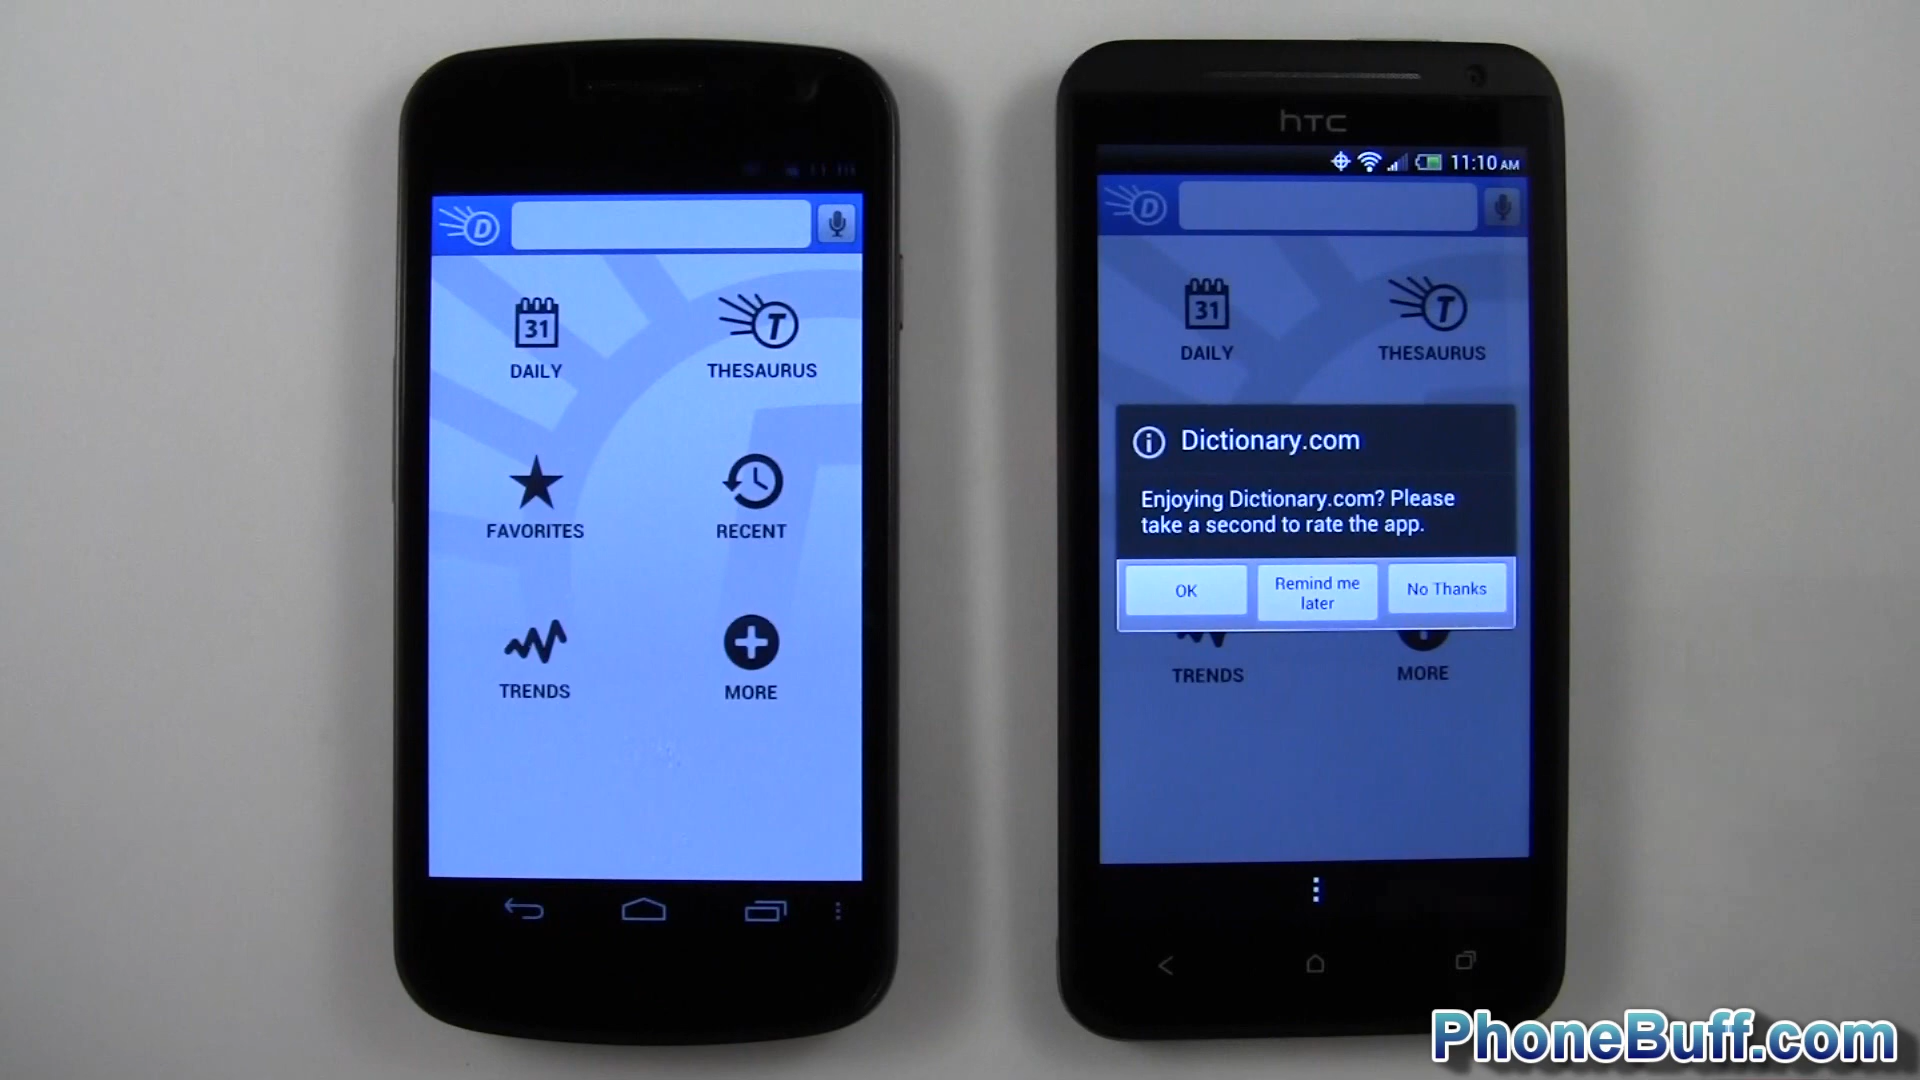 D
31
DAILY
T
THESAURUS
FAVORITES
RECENT
TRENDS
MORE
hTC
11:10 AM
D
31
DAILY
T
THESAURUS
Dictionary.com
Enjoying Dictionary.com? Please
take a second to rate the app.
OK
Remind me
later
No Thanks
TRENDS
MORE
PhoneBuff.com